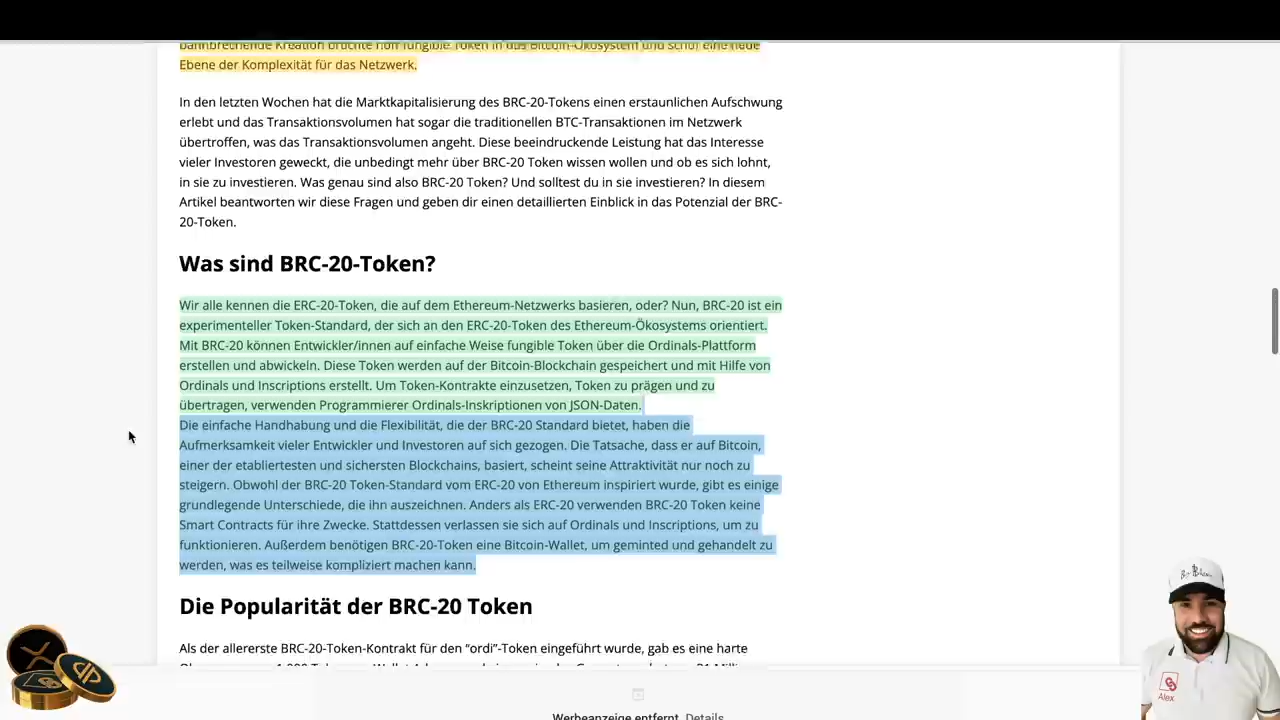 bahnbrechende Kreation brachte non-fungible Token in das Bitcoin-Ökosystem und schuf eine neue
Ebene der Komplexität für das Netzwerk.
In den letzten Wochen hat die Marktkapitalisierung des BRC-20-Tokens einen erstaunlichen Aufschwung
erlebt und das Transaktionsvolumen hat sogar die traditionellen BTC-Transaktionen im Netzwerk
übertroffen, was das Transaktionsvolumen angeht. Diese beeindruckende Leistung hat das Interesse
vieler Investoren geweckt, die unbedingt mehr über BRC-20 Token wissen wollen und ob es sich lohnt,
in sie zu investieren. Was genau sind also BRC-20 Token? Und solltest du in sie investieren? In diesem
Artikel beantworten wir diese Fragen und geben dir einen detaillierten Einblick in das Potenzial der BRC-
20-Token.
Was sind BRC-20-Token?
Wir alle kennen die ERC-20-Token, die auf dem Ethereum-Netzwerks basieren, oder? Nun, BRC-20 ist ein
experimenteller Token-Standard, der sich an den ERC-20-Token des Ethereum-Ökosystems orientiert.
Mit BRC-20 können Entwickler/innen auf einfache Weise fungible Token über die Ordinals-Plattform
erstellen und abwickeln. Diese Token werden auf der Bitcoin-Blockchain gespeichert und mit Hilfe von
Ordinals und Inscriptions erstellt. Um Token-Kontrakte einzusetzen, Token zu prägen und zu
übertragen, verwenden Programmierer Ordinals-Inskriptionen von JSON-Daten.
Die einfache Handhabung und die Flexibilität, die der BRC-20 Standard bietet, haben die
Aufmerksamkeit vieler Entwickler und Investoren auf sich gezogen. Die Tatsache, dass er auf Bitcoin,
einer der etabliertesten und sichersten Blockchains, basiert, scheint seine Attraktivität nur noch zu
steigern. Obwohl der BRC-20 Token-Standard vom ERC-20 von Ethereum inspiriert wurde, gibt es einige
grundlegende Unterschiede, die ihn auszeichnen. Anders als ERC-20 verwenden BRC-20 Token keine
Smart Contracts für ihre Zwecke. Stattdessen verlassen sie sich auf Ordinals und Inscriptions, um zu
funktionieren. Außerdem benötigen BRC-20-Token eine Bitcoin-Wallet, um geminted und gehandelt zu
werden, was es teilweise kompliziert machen kann.
Die Popularität der BRC-20 Token
Als der allererste BRC-20-Token-Kontrakt für den "ordi"-Token eingeführt wurde, gab es eine harte
Werbeanzeige entfernt. Details
Alex